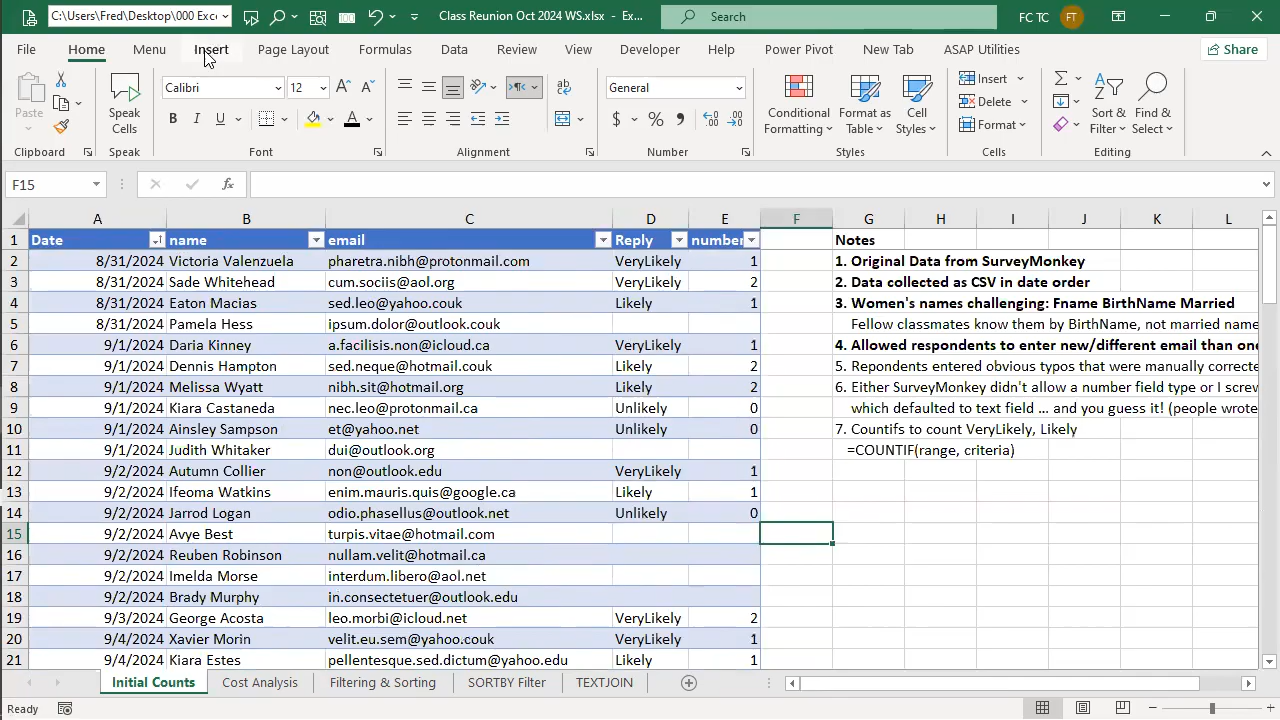 C:\Users\Fred\Desktop\000 Exce
Class Reunion Oct 2024 WS.xlsx - Ex...
Search
FC TC
FT
File Home Menu Insert Page Layout Formulas Data Review View Developer Help Power Pivot New Tab ASAP Utilities Share
Paste
Clipboard
Speak Cells
Speak
Calibri 12
B I U A
Font
Alignment
General
$ % 9
Number
Conditional Formatting
Format as Table
Cell Styles
Styles
Insert
Delete
Format
Cells
Sort & Filter
Find & Select
Editing
F15 fx
A B C D E F G H I J K L
1 Date name email Reply number Notes
2 8/31/2024 Victoria Valenzuela pharetra.nibh@protonmail.com VeryLikely 1 1. Original Data from SurveyMonkey
3 8/31/2024 Sade Whitehead cum.sociis@aol.org VeryLikely 2 2. Data collected as CSV in date order
4 8/31/2024 Eaton Macias sed.leo@yahoo.couk Likely 1 3. Women's names challenging: Fname BirthName Married
5 8/31/2024 Pamela Hess ipsum.dolor@outlook.couk Fellow classmates know them by BirthName, not married name
6 9/1/2024 Daria Kinney a.facilisis.non@icloud.ca VeryLikely 1 4. Allowed respondents to enter new/different email than one
7 9/1/2024 Dennis Hampton sed.neque@hotmail.couk Likely 2 5. Repondents entered obvious typos that were manually correcte
8 9/1/2024 Melissa Wyatt nibh.sit@hotmail.org Likely 2 6. Either SurveyMonkey didn't allow a number field type or I screw
9 9/1/2024 Kiara Castaneda nec.leo@protonmail.ca Unlikely 0 which defaulted to text field ... and you guess it! (people wrote
10 9/1/2024 Ainsley Sampson et@yahoo.net Unlikely 0 7. Countifs to count VeryLikely, Likely
11 9/1/2024 Judith Whitaker dui@outlook.org =COUNTIF(range, criteria)
12 9/2/2024 Autumn Collier non@outlook.edu VeryLikely 1
13 9/2/2024 Ifeoma Watkins enim.mauris.quis@google.ca Likely 1
14 9/2/2024 Jarrod Logan odio.phasellus@outlook.net Unlikely 0
15 9/2/2024 Avye Best turpis.vitae@hotmail.com
16 9/2/2024 Reuben Robinson nullam.velit@hotmail.ca
17 9/2/2024 Imelda Morse interdum.libero@aol.net
18 9/2/2024 Brady Murphy in.consectetuer@outlook.edu
19 9/3/2024 George Acosta leo.morbi@icloud.net VeryLikely 2
20 9/4/2024 Xavier Morin velit.eu.sem@yahoo.couk VeryLikely 1
21 9/4/2024 Kiara Estes pellentesque.sed.dictum@yahoo.edu Likely 1
Initial Counts Cost Analysis Filtering & Sorting SORTBY Filter TEXTJOIN
Ready